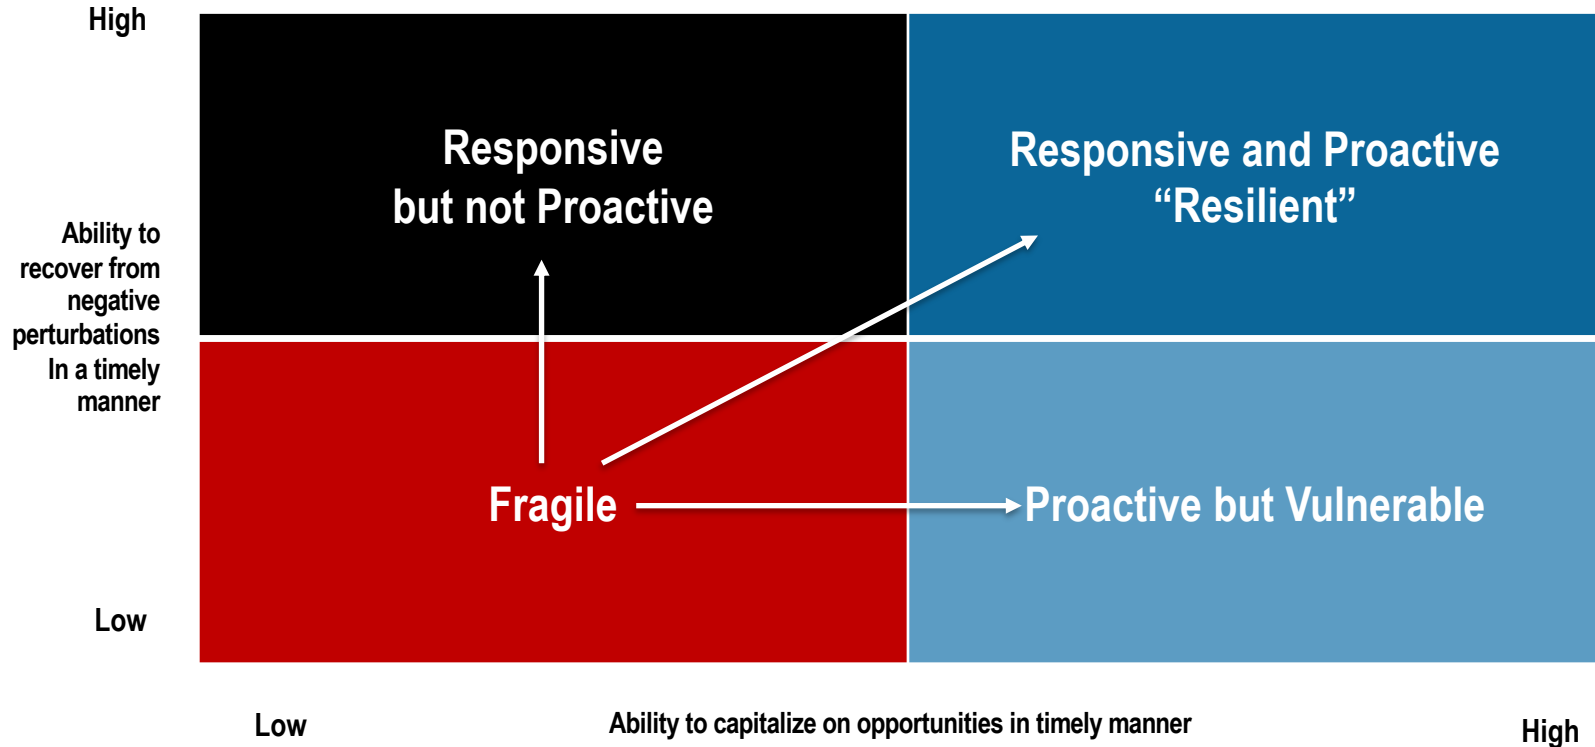 High
Responsive
but not Proactive
Responsive and Proactive
“Resilient”
Ability to
recover from
negative
perturbations
In a timely
manner
Fragile
Proactive but Vulnerable
Low
Low
Ability to capitalize on opportunities in timely manner
High